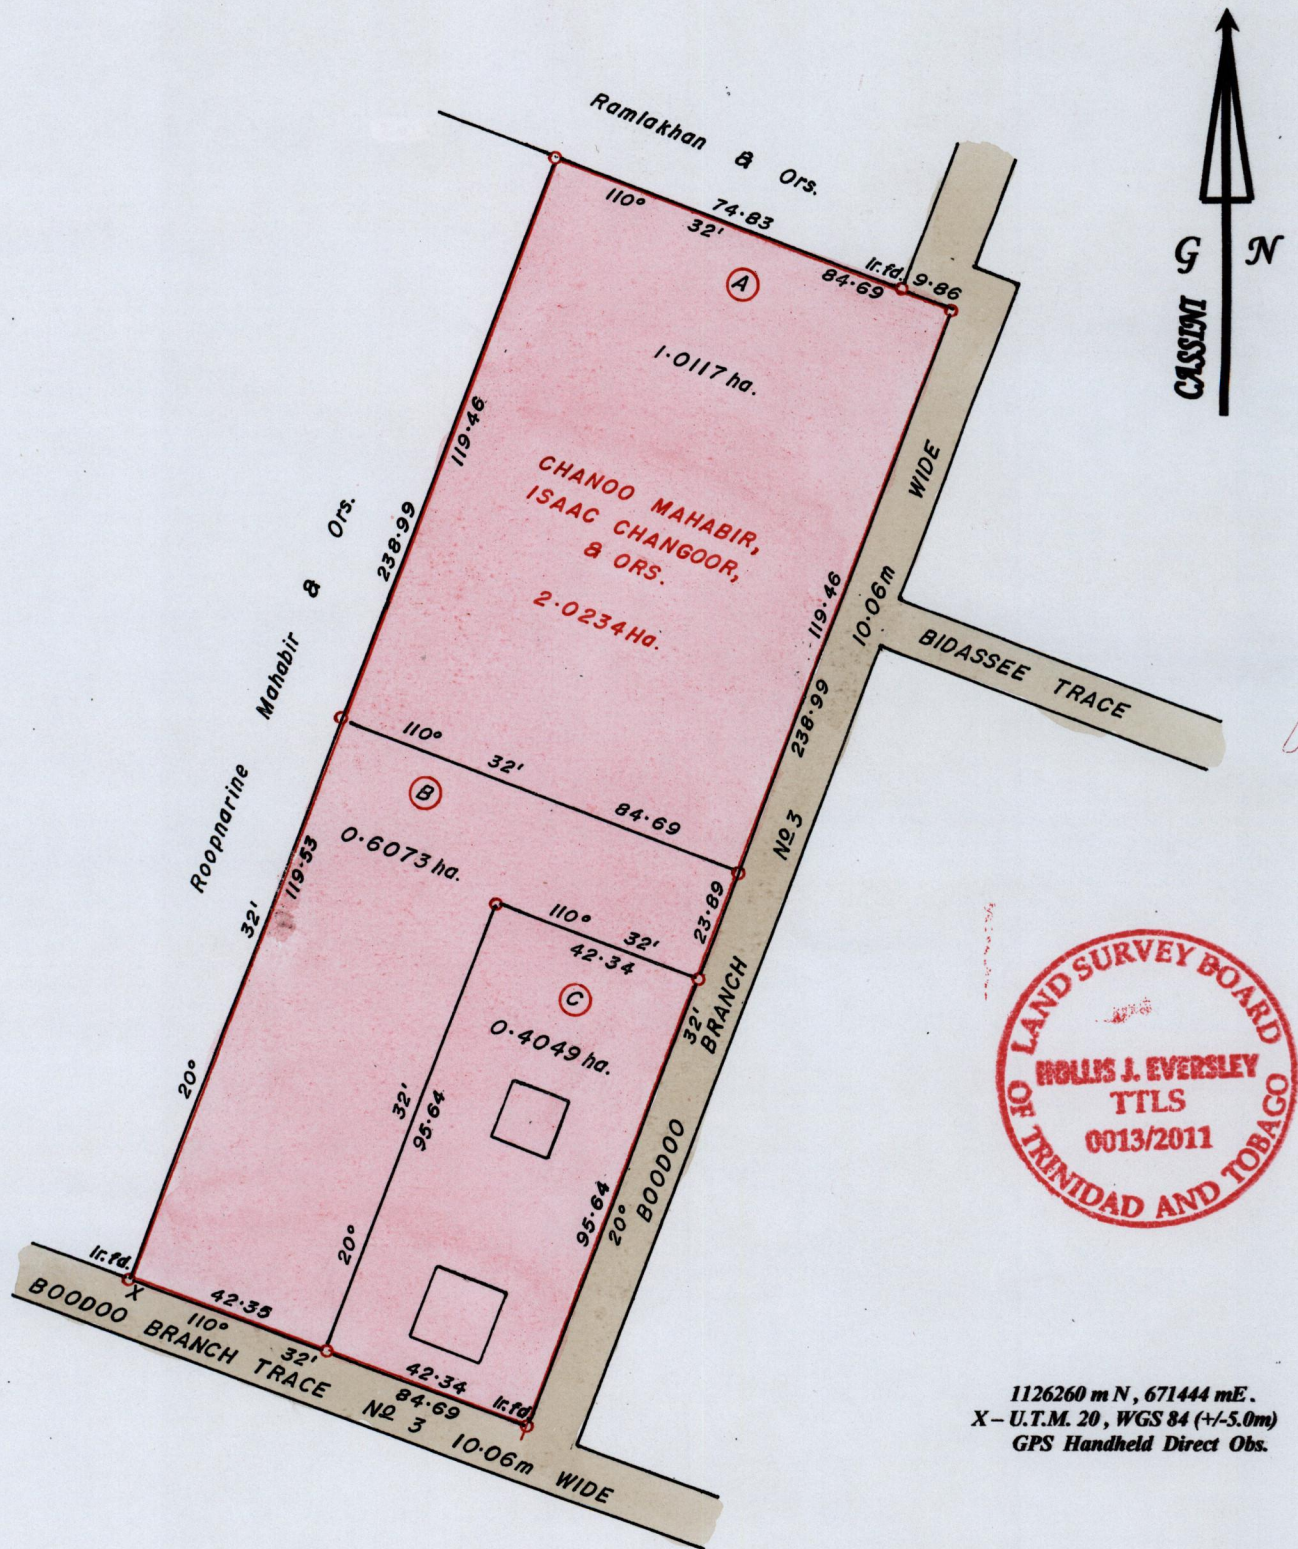 Ramlakhan & Ors.
110° 74·83
32'
Ir.fd. 9·86
84·69
A
1·0117 ha.
G N
CASSINI
119·46
238·99
CHANOO MAHABIR,
ISAAC CHANGOOR,
& ORS.
2·0234 Ha.
Roopnarine Mahabir & Ors.
119·46
238·99
10·06m WIDE
BIDASSEE TRACE
110° 32' 84·69
B
0·6073 ha.
119·53
32'
20°
23·89
110° 32'
42·34
C
0·4049 ha.
32'
95·64
20°
32'
95·64
20°
BOODOO BRANCH Nº 3
LAND SURVEY BOARD
OF TRINIDAD AND TOBAGO
HOLLIS J. EVERSLEY
TTLS
0013/2011
Ir.fd.
X
42·35
110° 32'
42·34
84·69
Ir.fd.
BOODOO BRANCH TRACE Nº 3 10·06m WIDE
1126260 m N , 671444 mE .
X – U.T.M. 20 , WGS 84 (+/-5.0m)
GPS Handheld Direct Obs.